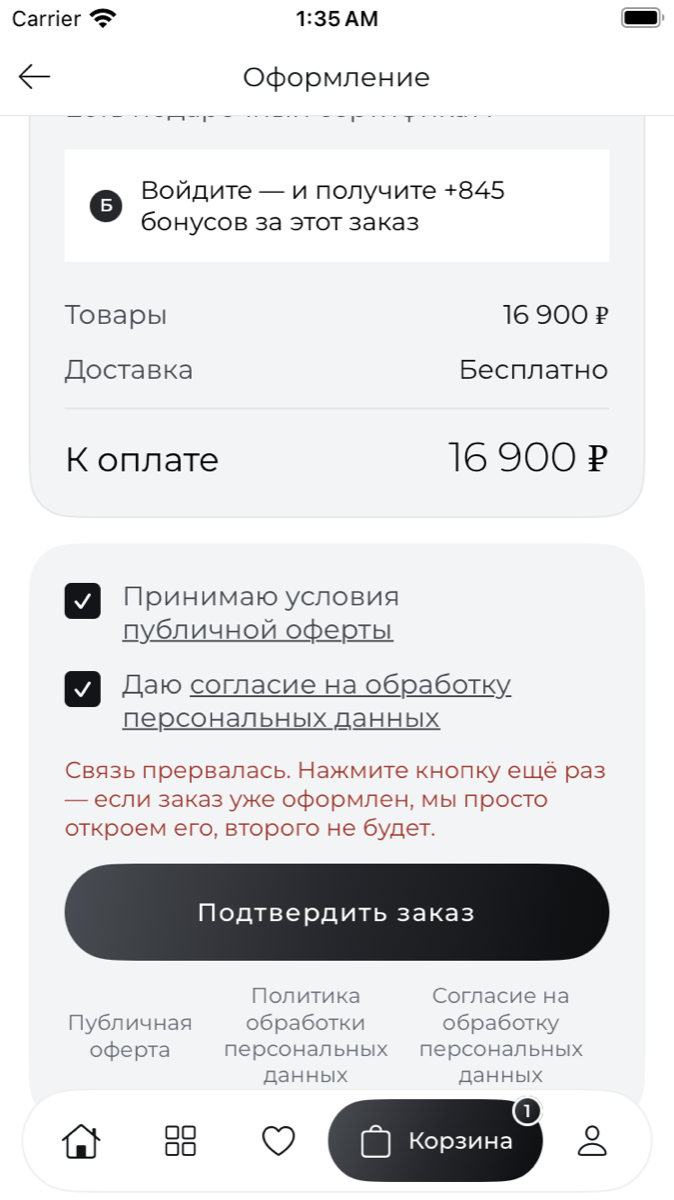 Carrier
1:35 AM
Оформление
Есть подарочный сертификат?
Б
Войдите — и получите +845
бонусов за этот заказ
Товары
16 900 ₽
Доставка
Бесплатно
К оплате
16 900 ₽
Принимаю условия
публичной оферты
Даю согласие на обработку
персональных данных
Связь прервалась. Нажмите кнопку ещё раз
— если заказ уже оформлен, мы просто
откроем его, второго не будет.
Подтвердить заказ
Публичная
оферта
Политика
обработки
персональных
данных
Согласие на
обработку
персональных
данных
Корзина
1